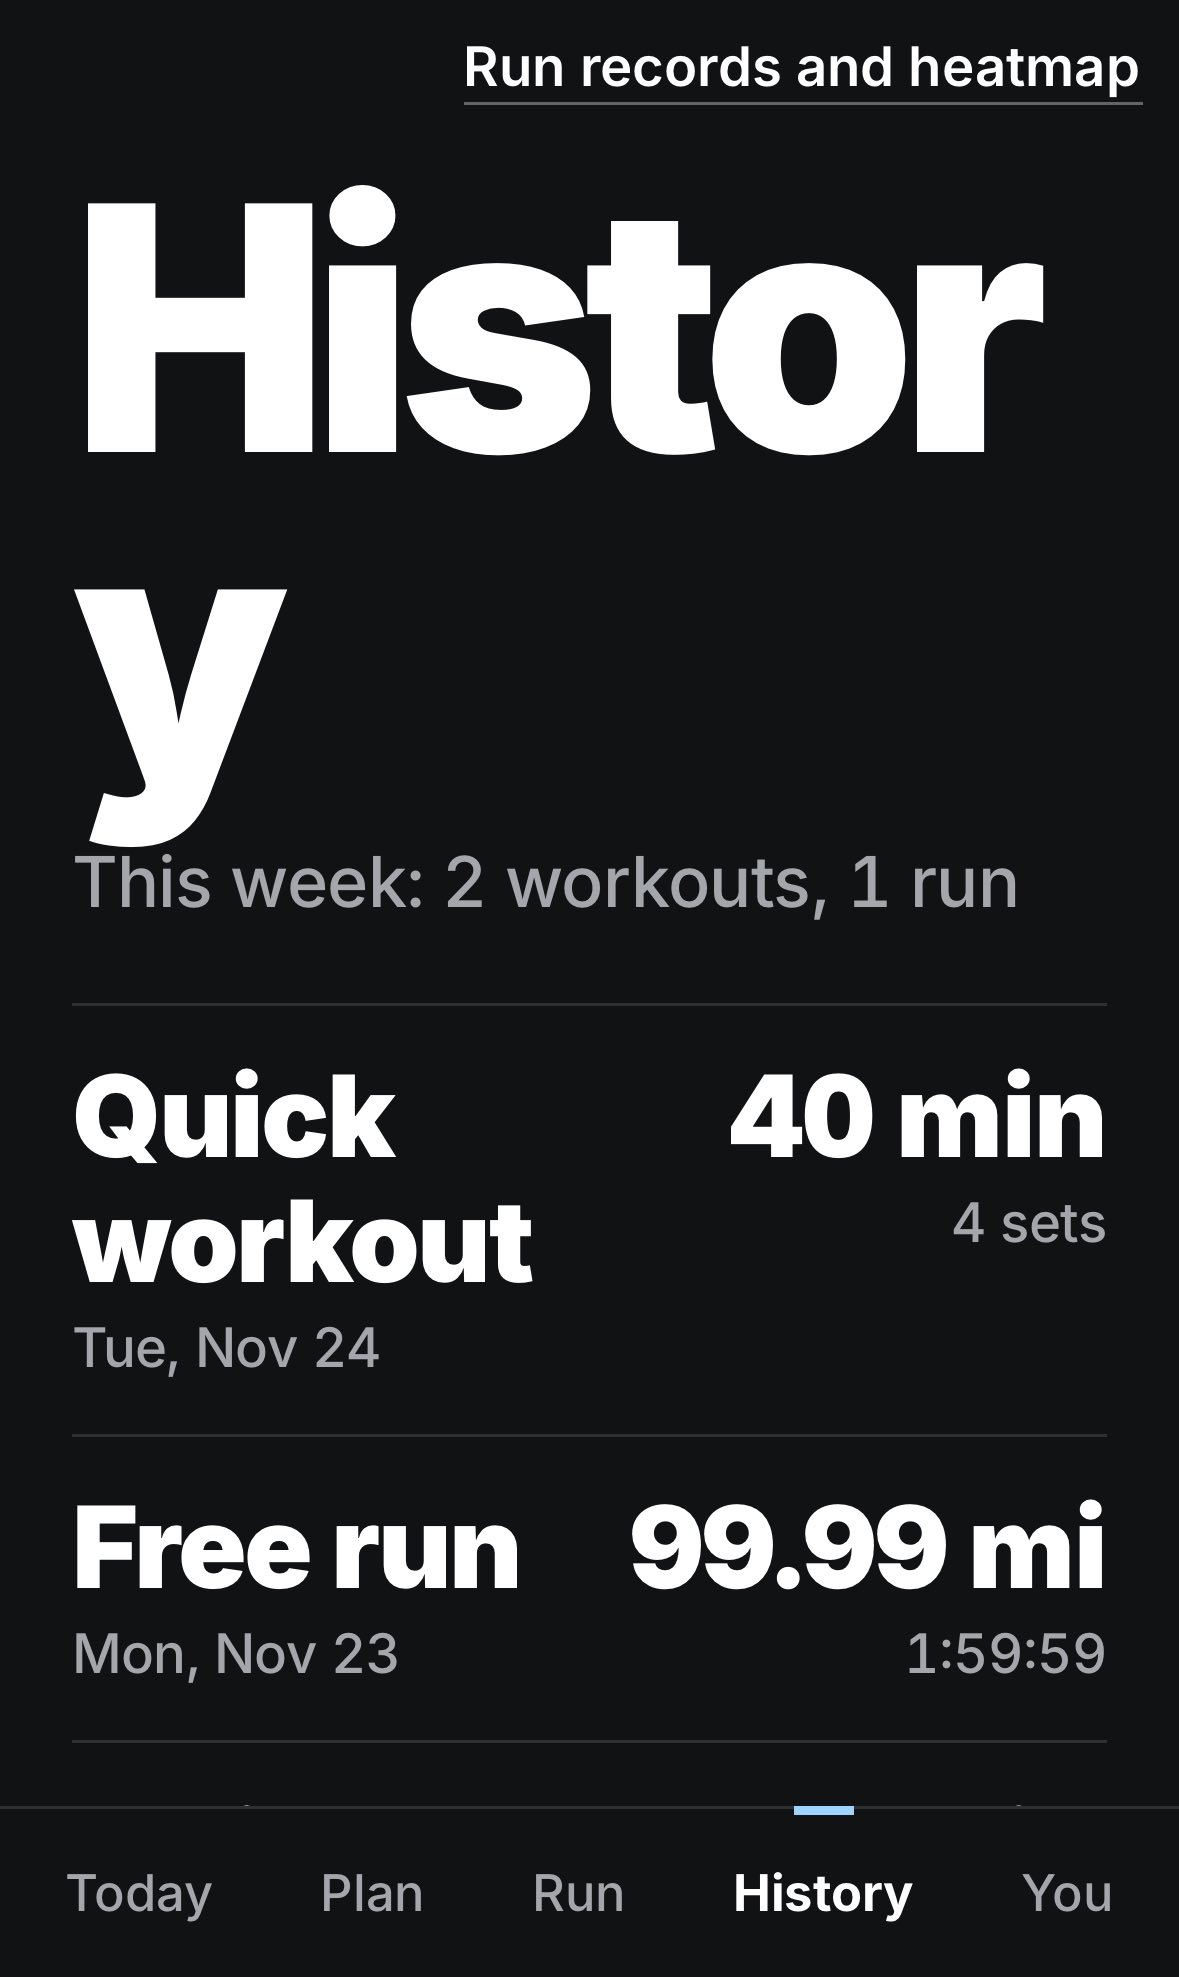 Run records and heatmap
Histor
y
This week: 2 workouts, 1 run
Quick
workout
40 min
4 sets
Tue, Nov 24
Free run
99.99 mi
Mon, Nov 23
1:59:59
Today
Plan
Run
History
You